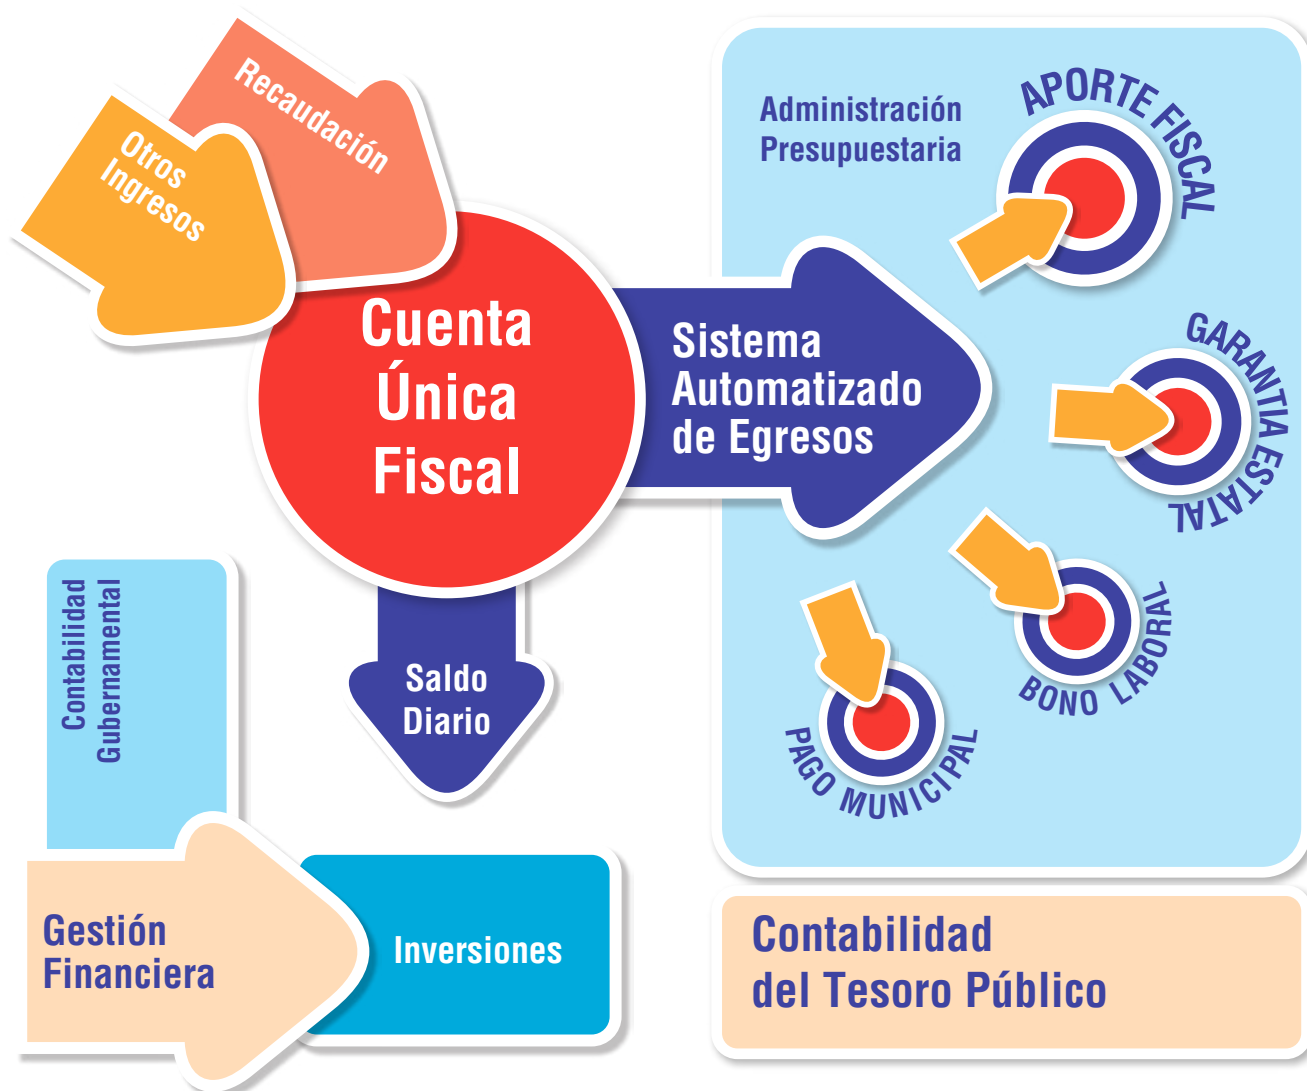 Recaudación
Otros
Ingresos
Cuenta
Única
Fiscal
Sistema
Automatizado
de Egresos
Administración
Presupuestaria
APORTE FISCAL
GARANTIA ESTATAL
BONO LABORAL
PAGO MUNICIPAL
Saldo
Diario
Contabilidad
Gubernamental
Gestión
Financiera
Inversiones
Contabilidad
del Tesoro Público